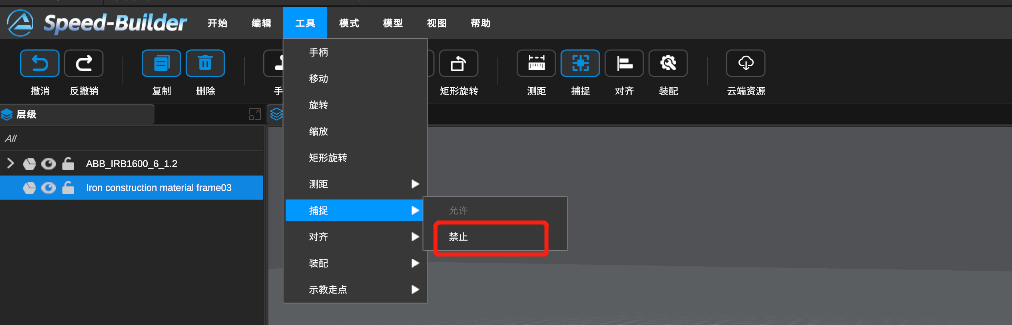 Speed-Builder 开始 编辑 工具 模式 模型 视图 帮助
撤消 反撤销 复制 删除 手 矩形旋转 测距 捕捉 对齐 装配 云端资源
层级
All
ABB_IRB1600_6_1.2
Iron construction material frame03
手柄
移动
旋转
缩放
矩形旋转
测距
捕捉
对齐
装配
示教走点
允许
禁止